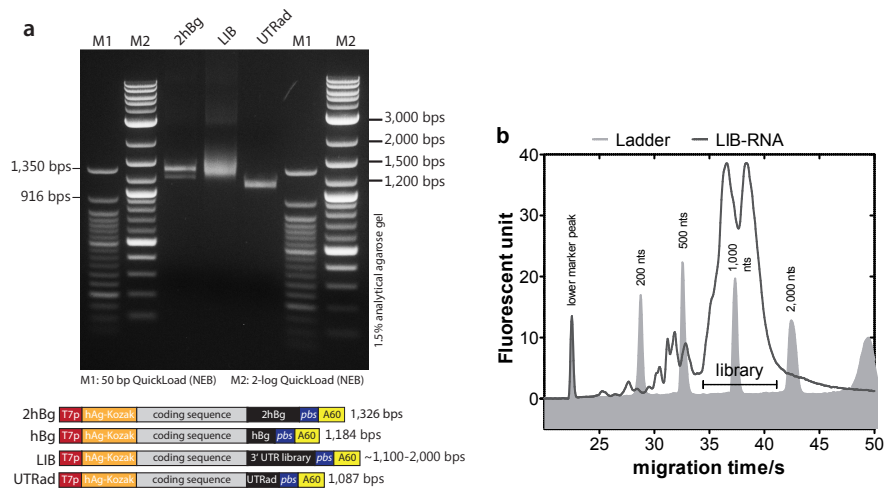 a
M1 M2 2hBg LIB UTRad M1 M2
1,350 bps
916 bps
3,000 bps
2,000 bps
1,500 bps
1,200 bps
1.5% analytical agarose gel
M1: 50 bp QuickLoad (NEB) M2: 2-log QuickLoad (NEB)
2hBg T7p hAg-Kozak coding sequence 2hBg pbs A60 1,326 bps
hBg T7p hAg-Kozak coding sequence hBg pbs A60 1,184 bps
LIB T7p hAg-Kozak coding sequence 3' UTR library pbs A60 ~1,100-2,000 bps
UTRad T7p hAg-Kozak coding sequence UTRad pbs A60 1,087 bps
b
Ladder LIB-RNA
Fluorescent unit
40
30
20
10
0
lower marker peak
200 nts
500 nts
1,000 nts
2,000 nts
library
25 30 35 40 45 50
migration time/s